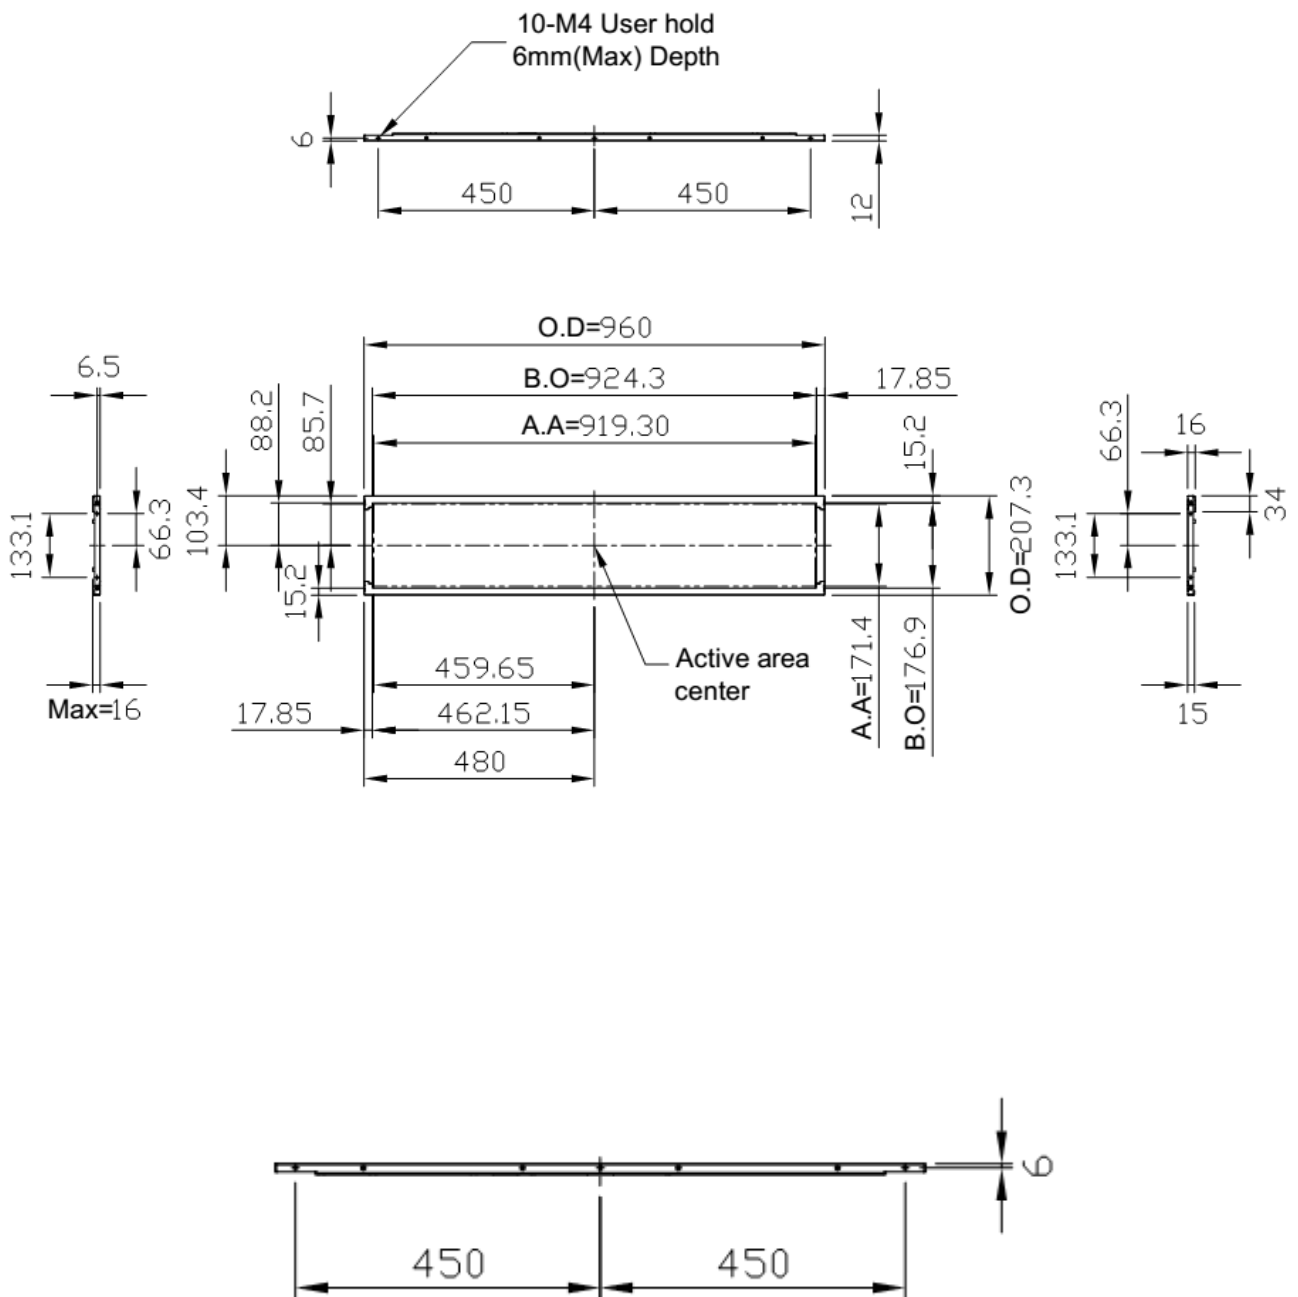 10-M4 User hold
6mm(Max) Depth
6
450
450
12
O.D=960
6.5
B.O=924.3
17.85
A.A=919.30
88.2
85.7
15.2
66.3
16
103.4
133.1
66.3
15.2
O.D=207.3
133.1
34
459.65
Active area
center
A.A=171.4
B.O=176.9
Max=16
17.85
462.15
15
480
6
450
450